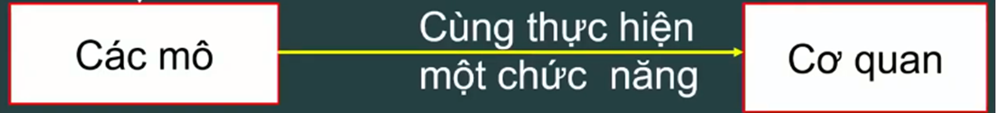 Các mô
Cùng thực hiện
một chức năng
Cơ quan